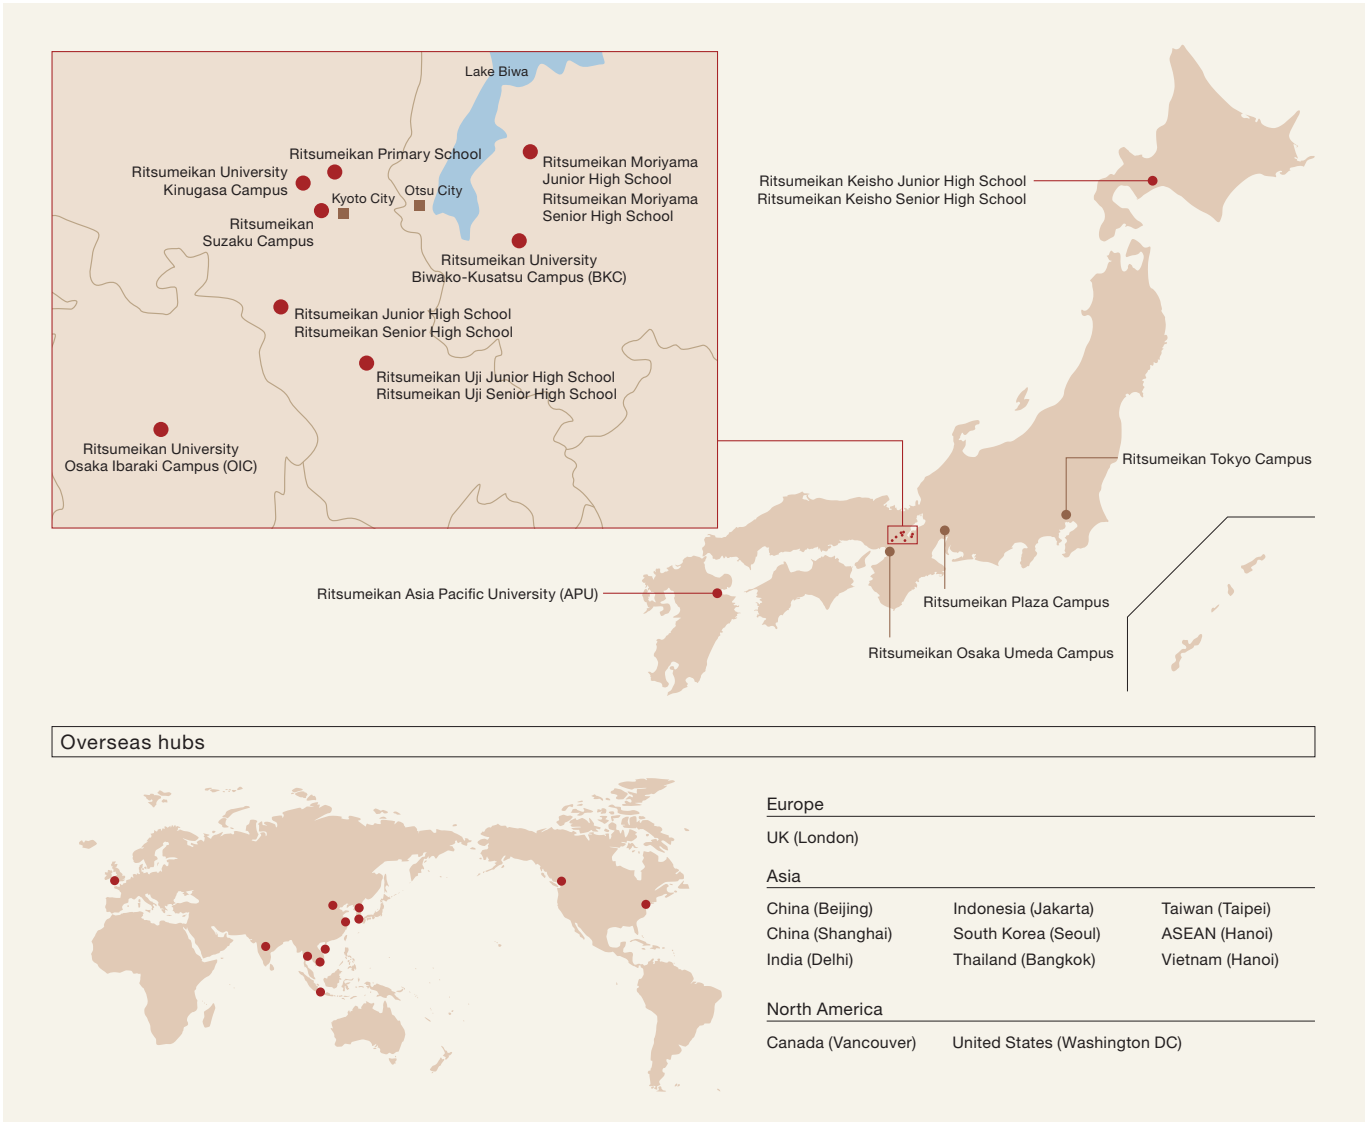 Lake Biwa
Ritsumeikan Primary School
Ritsumeikan University
Kinugasa Campus
Kyoto City
Otsu City
Ritsumeikan
Suzaku Campus
Ritsumeikan Moriyama
Junior High School
Ritsumeikan Moriyama
Senior High School
Ritsumeikan University
Biwako-Kusatsu Campus (BKC)
Ritsumeikan Junior High School
Ritsumeikan Senior High School
Ritsumeikan Uji Junior High School
Ritsumeikan Uji Senior High School
Ritsumeikan University
Osaka Ibaraki Campus (OIC)
Ritsumeikan Keisho Junior High School
Ritsumeikan Keisho Senior High School
Ritsumeikan Tokyo Campus
Ritsumeikan Asia Pacific University (APU)
Ritsumeikan Plaza Campus
Ritsumeikan Osaka Umeda Campus
Overseas hubs
Europe
UK (London)
Asia
China (Beijing) Indonesia (Jakarta) Taiwan (Taipei)
China (Shanghai) South Korea (Seoul) ASEAN (Hanoi)
India (Delhi) Thailand (Bangkok) Vietnam (Hanoi)
North America
Canada (Vancouver) United States (Washington DC)